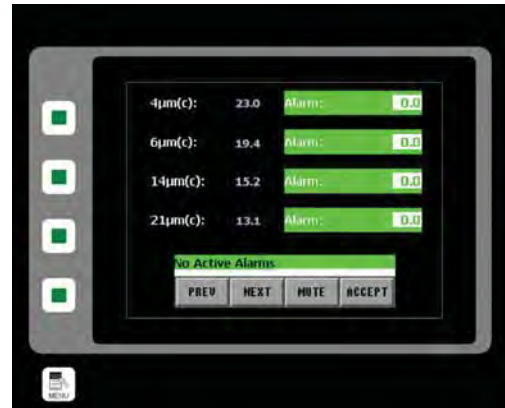 4µm(c): 23.0 Alarm: 0.0
6µm(c): 19.4 Alarm: 0.0
14µm(c): 15.2 Alarm: 0.0
21µm(c): 13.1 Alarm: 0.0
No Active Alarms
PREV NEXT MUTE ACCEPT
MENU